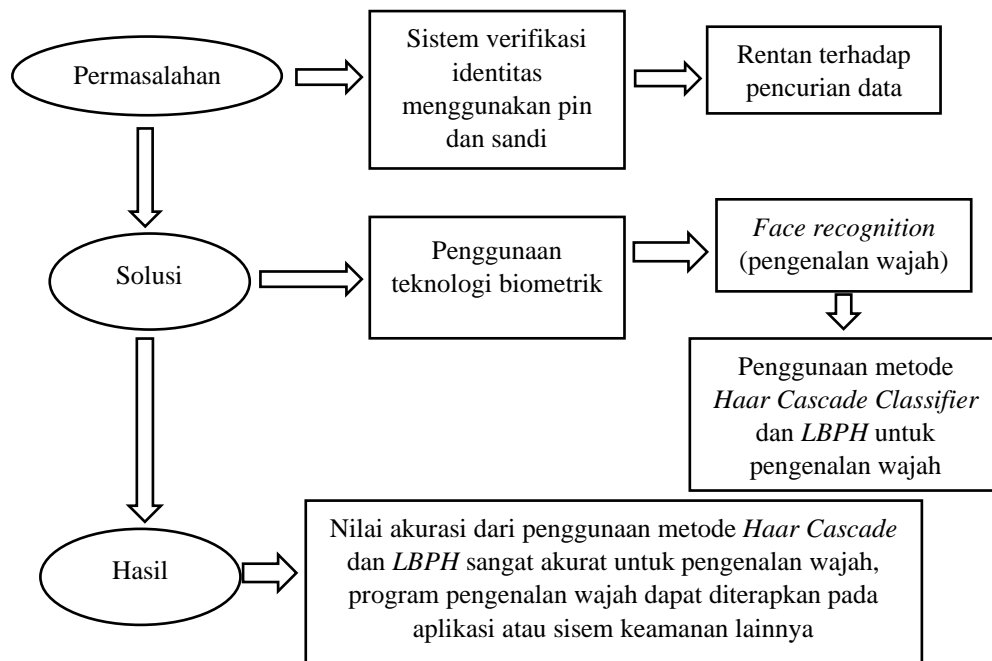 Permasalahan
Sistem verifikasi
identitas
menggunakan pin
dan sandi
Rentan terhadap
pencurian data
Solusi
Penggunaan
teknologi biometrik
Face recognition
(pengenalan wajah)
Penggunaan metode
Haar Cascade Classifier
dan LBPH untuk
pengenalan wajah
Hasil
Nilai akurasi dari penggunaan metode Haar Cascade
dan LBPH sangat akurat untuk pengenalan wajah,
program pengenalan wajah dapat diterapkan pada
aplikasi atau sisem keamanan lainnya